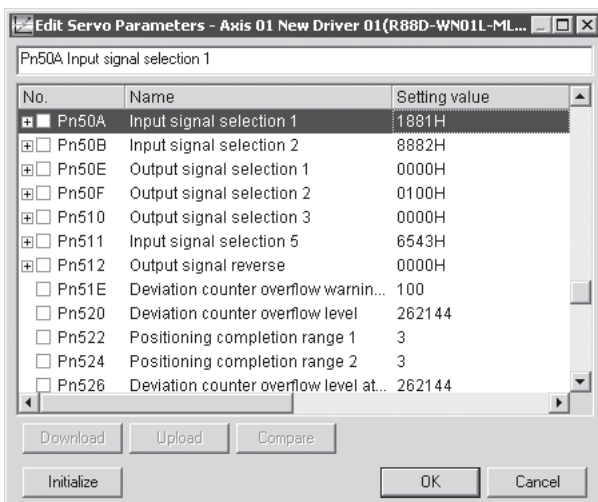 Edit Servo Parameters - Axis 01 New Driver 01(R88D-WN01L-ML...
Pn50A Input signal selection 1
No. Name Setting value
Pn50A Input signal selection 1 1881H
Pn50B Input signal selection 2 8882H
Pn50E Output signal selection 1 0000H
Pn50F Output signal selection 2 0100H
Pn510 Output signal selection 3 0000H
Pn511 Input signal selection 5 6543H
Pn512 Output signal reverse 0000H
Pn51E Deviation counter overflow warnin... 100
Pn520 Deviation counter overflow level 262144
Pn522 Positioning completion range 1 3
Pn524 Positioning completion range 2 3
Pn526 Deviation counter overflow level at... 262144
Download Upload Compare
Initialize OK Cancel